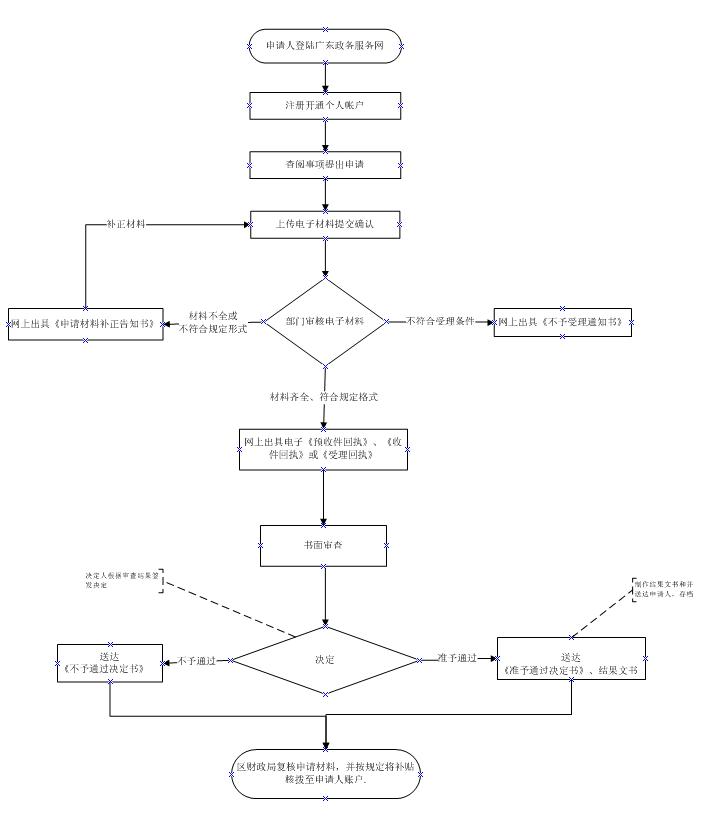 申请人登陆广东政务服务网
注册开通个人帐户
查阅事项提出申请
补正材料
上传电子材料提交确认
材料不全或
不符合规定形式
网上出具《申请材料补正告知书》
部门审核电子材料
不符合受理条件
网上出具《不予受理通知书》
材料齐全、符合规定格式
网上出具电子《预收件回执》、《收
件回执》或《受理回执》
书面审查
决定人根据审查结果签
发决定
制作结果文书和并
送达申请人，存档
送达
《不予通过决定书》
不予通过
决定
准予通过
送达
《准予通过决定书》、结果文书
区财政局复核申请材料，并按规定将补贴
核拨至申请人账户.